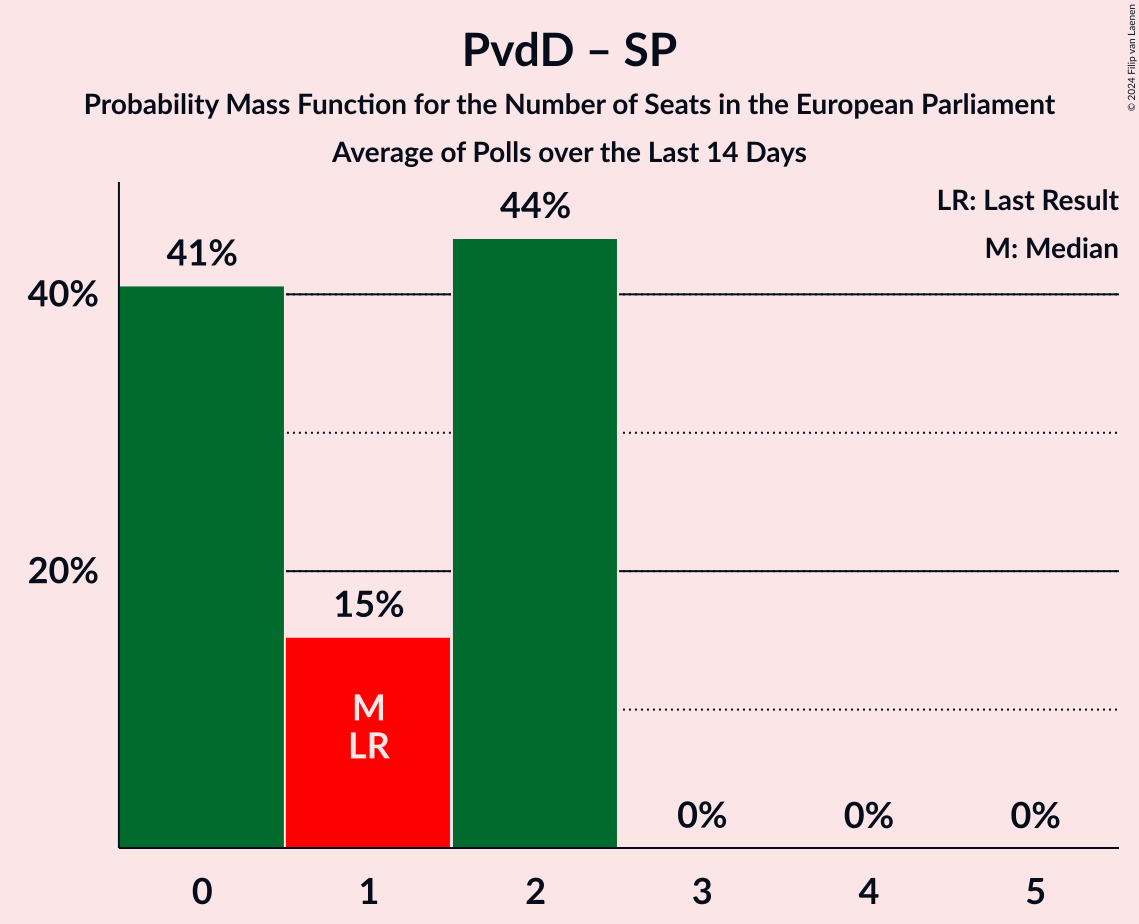 PvdD – SP
Probability Mass Function for the Number of Seats in the European Parliament
Average of Polls over the Last 14 Days
© 2024 Filip van Laenen
LR: Last Result
M: Median
44%
41%
40%
20%
15%
M
LR
0%
0%
0%
0
1
2
3
4
5